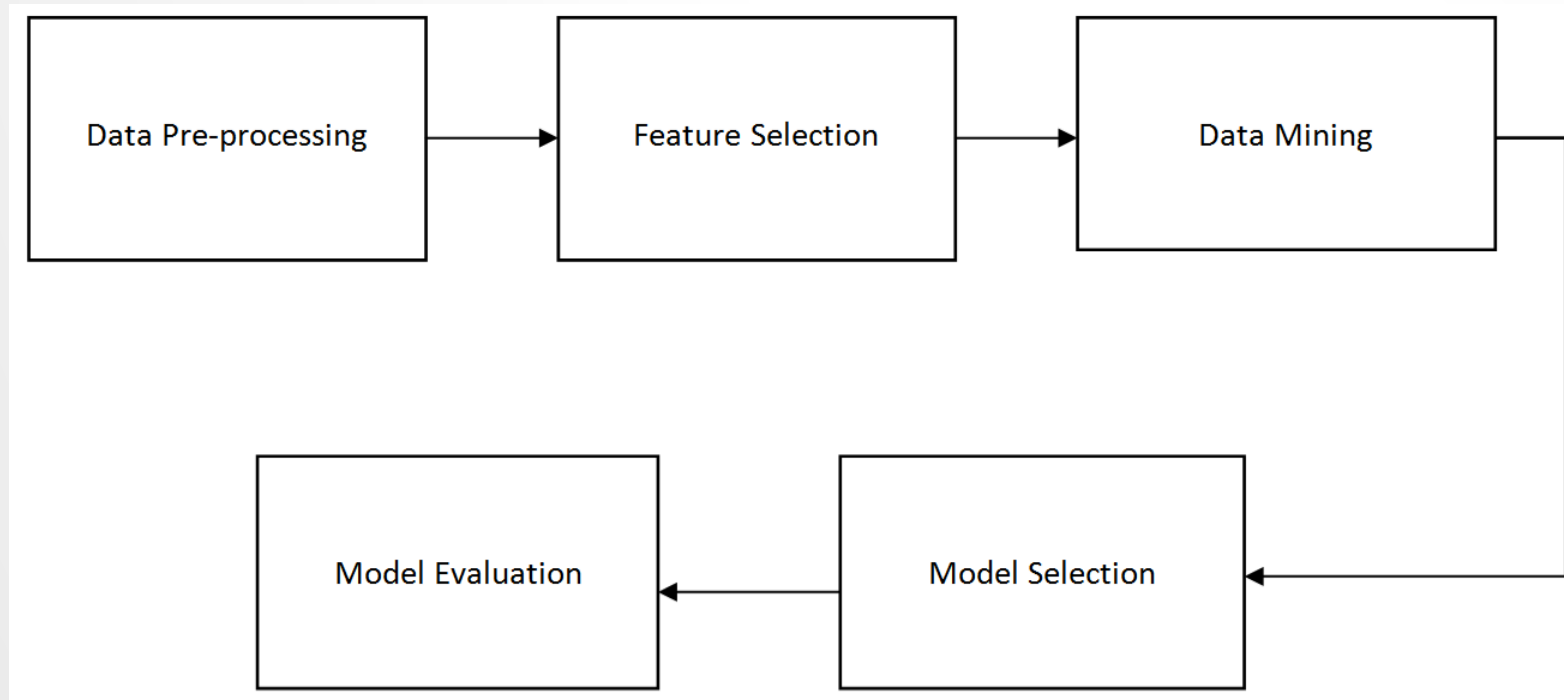 Data Pre-processing
Feature Selection
Data Mining
Model Selection
Model Evaluation